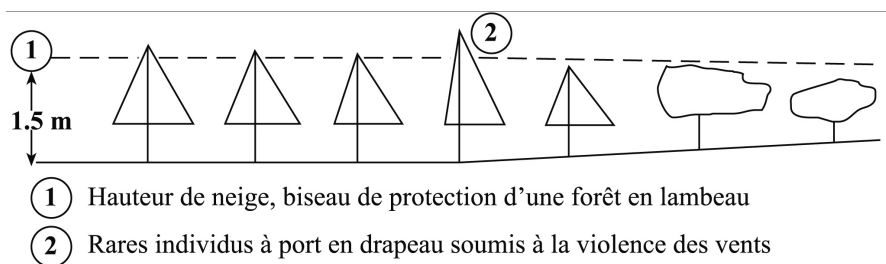 1
2
1.5 m
1 Hauteur de neige, biseau de protection d'une forêt en lambeau
2 Rares individus à port en drapeau soumis à la violence des vents